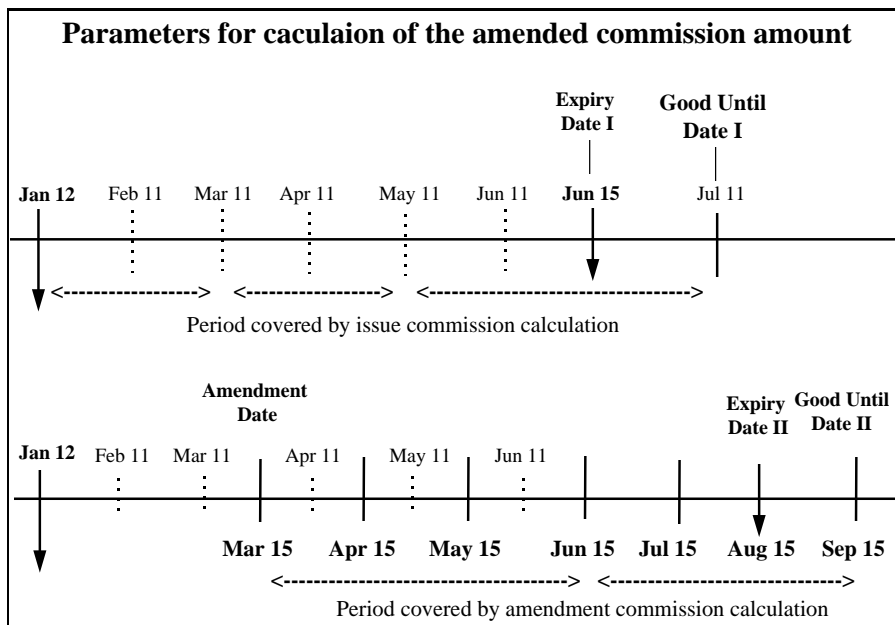 Parameters for caculaion of the amended commission amount
Expiry
Date I
Good Until
Date I
Jan 12 Feb 11 Mar 11 Apr 11 May 11 Jun 11 Jun 15 Jul 11
Period covered by issue commission calculation
Amendment
Date
Expiry
Date II
Good Until
Date II
Jan 12 Feb 11 Mar 11 Apr 11 May 11 Jun 11
Mar 15 Apr 15 May 15 Jun 15 Jul 15 Aug 15 Sep 15
Period covered by amendment commission calculation